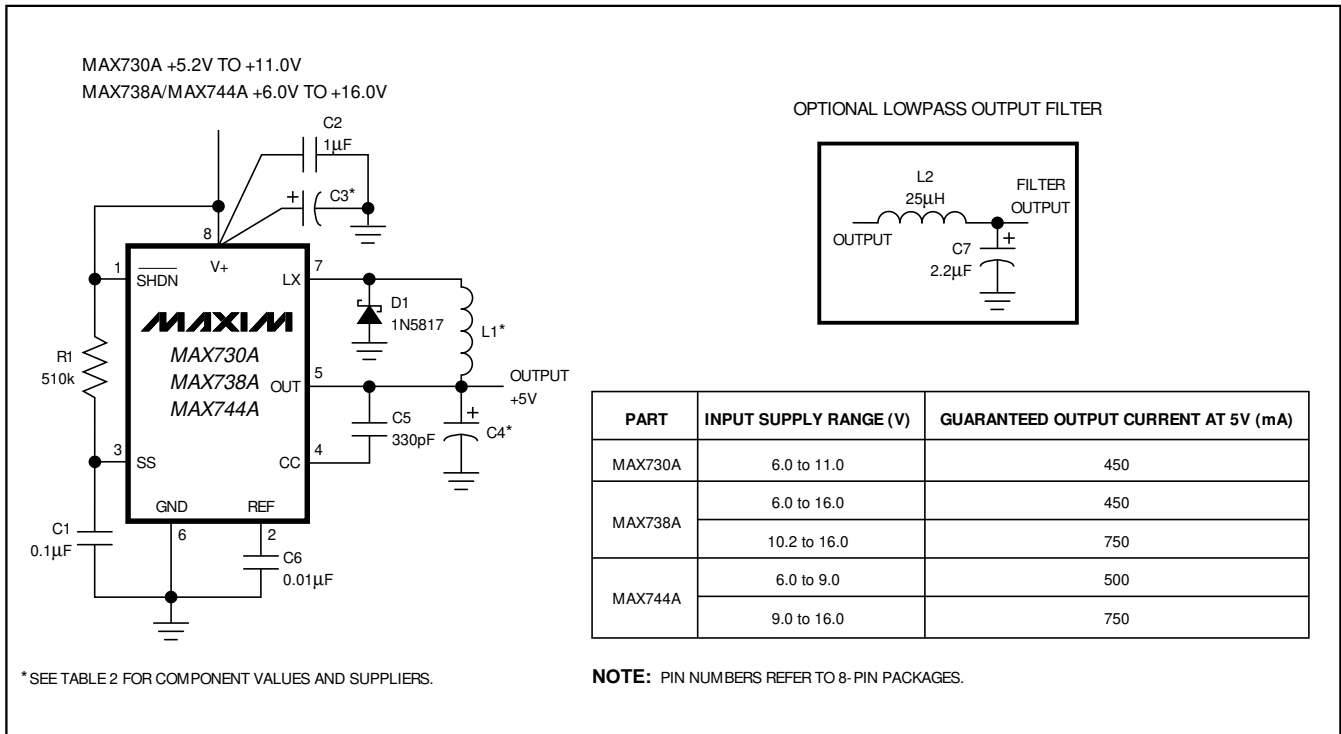 MAX730A +5.2V TO +11.0V
MAX738A/MAX744A +6.0V TO +16.0V
C2
1µF
+
C3*
8
V+
1
SHDN
7
LX
MAXIM
MAX730A
MAX738A
MAX744A
R1
510k
D1
1N5817
L1*
5
OUT
OUTPUT
+5V
C5
330pF
+
C4*
3
SS
4
CC
GND
REF
6
2
C1
0.1µF
C6
0.01µF
*SEE TABLE 2 FOR COMPONENT VALUES AND SUPPLIERS.
OPTIONAL LOWPASS OUTPUT FILTER
L2
25µH
FILTER
OUTPUT
OUTPUT
+
C7
2.2µF
PART INPUT SUPPLY RANGE (V) GUARANTEED OUTPUT CURRENT AT 5V (mA)
MAX730A 6.0 to 11.0 450
MAX738A 6.0 to 16.0 450
10.2 to 16.0 750
MAX744A 6.0 to 9.0 500
9.0 to 16.0 750
NOTE: PIN NUMBERS REFER TO 8-PIN PACKAGES.